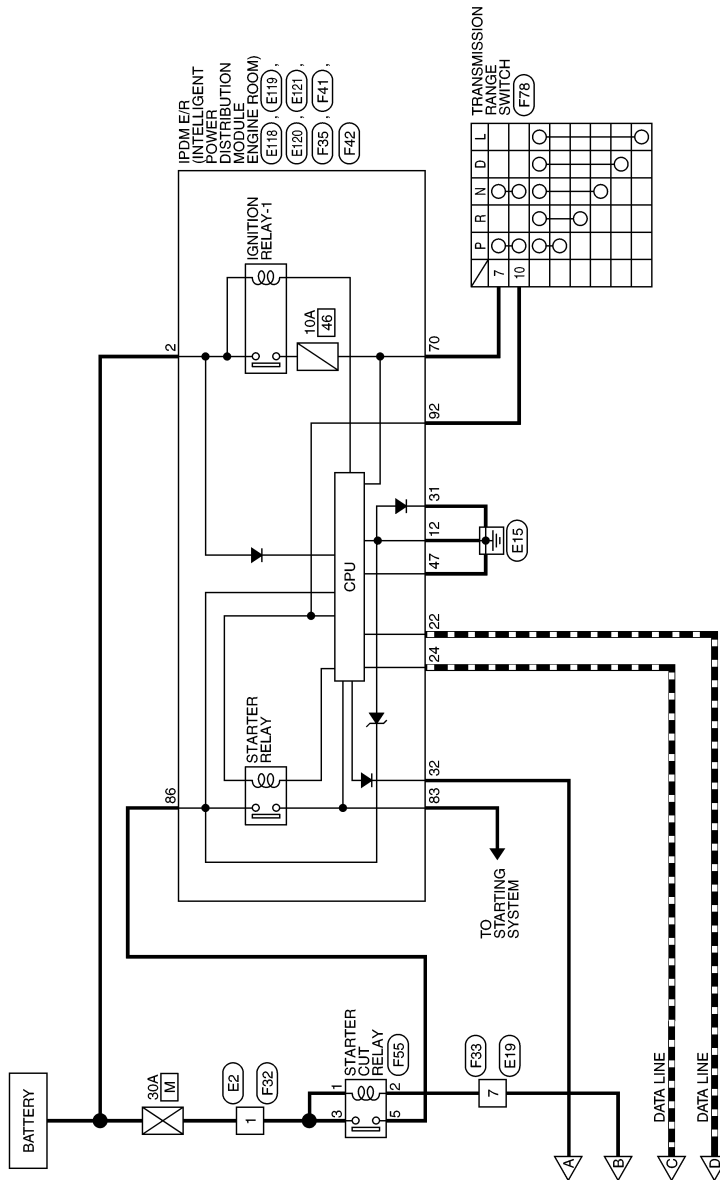 BATTERY
30A
M
1
E2
F32
1
3
2
5
STARTER
CUT
RELAY
F55
7
F33
E19
A
B
C
D
DATA LINE
DATA LINE
TO
STARTING
SYSTEM
86
2
STARTER
RELAY
CPU
IGNITION
RELAY-1
10A
46
83
32
24
22
47
12
31
92
70
E15
IPDM E/R
(INTELLIGENT
POWER
DISTRIBUTION
MODULE
ENGINE ROOM)
E118 , E119 ,
E120 , E121 ,
F35 , F41 ,
F42
TRANSMISSION
RANGE
SWITCH
F78
P R N D L
7
10